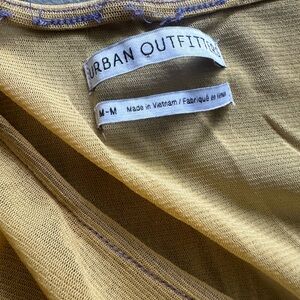 URBAN OUTFITTERS
M-M Made in Vietnam / Fabriqué au Vietnam